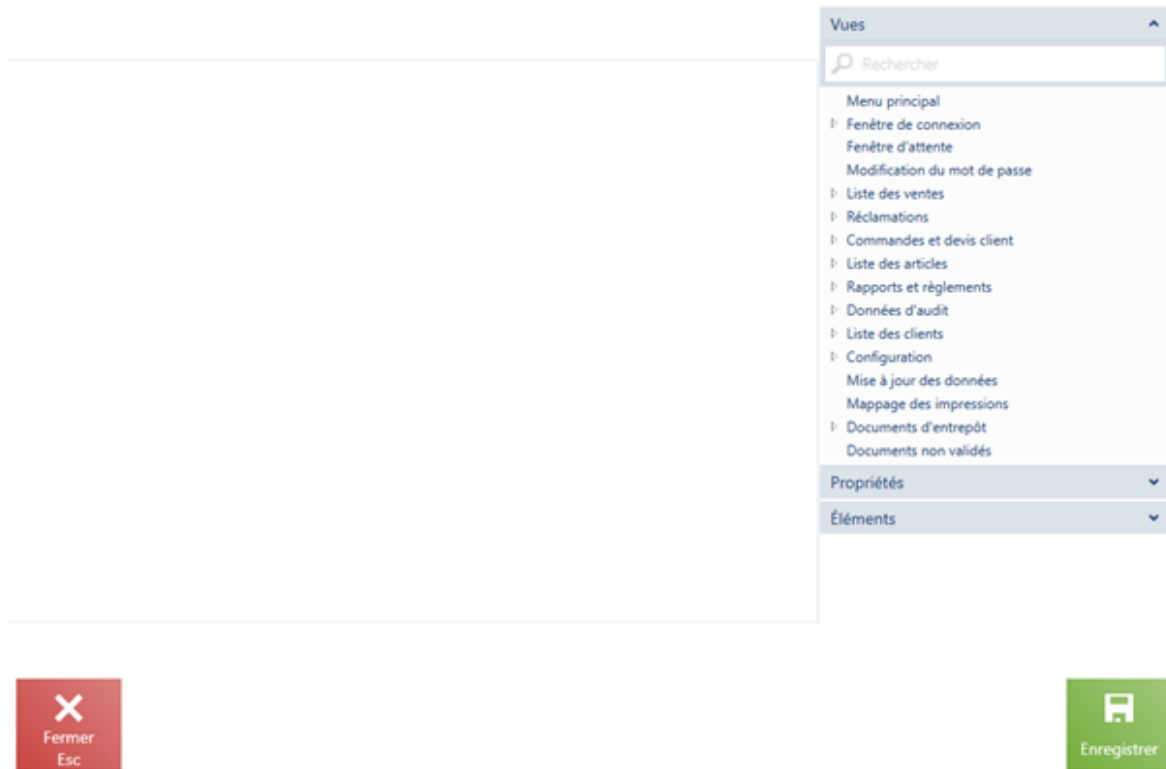 Vues
Rechercher
Menu principal
Fenêtre de connexion
Fenêtre d'attente
Modification du mot de passe
Liste des ventes
Réclamations
Commandes et devis client
Liste des articles
Rapports et règlements
Données d'audit
Liste des clients
Configuration
Mise à jour des données
Mappage des impressions
Documents d'entrepôt
Documents non validés
Propriétés
Éléments
Fermer
Esc
Enregistrer